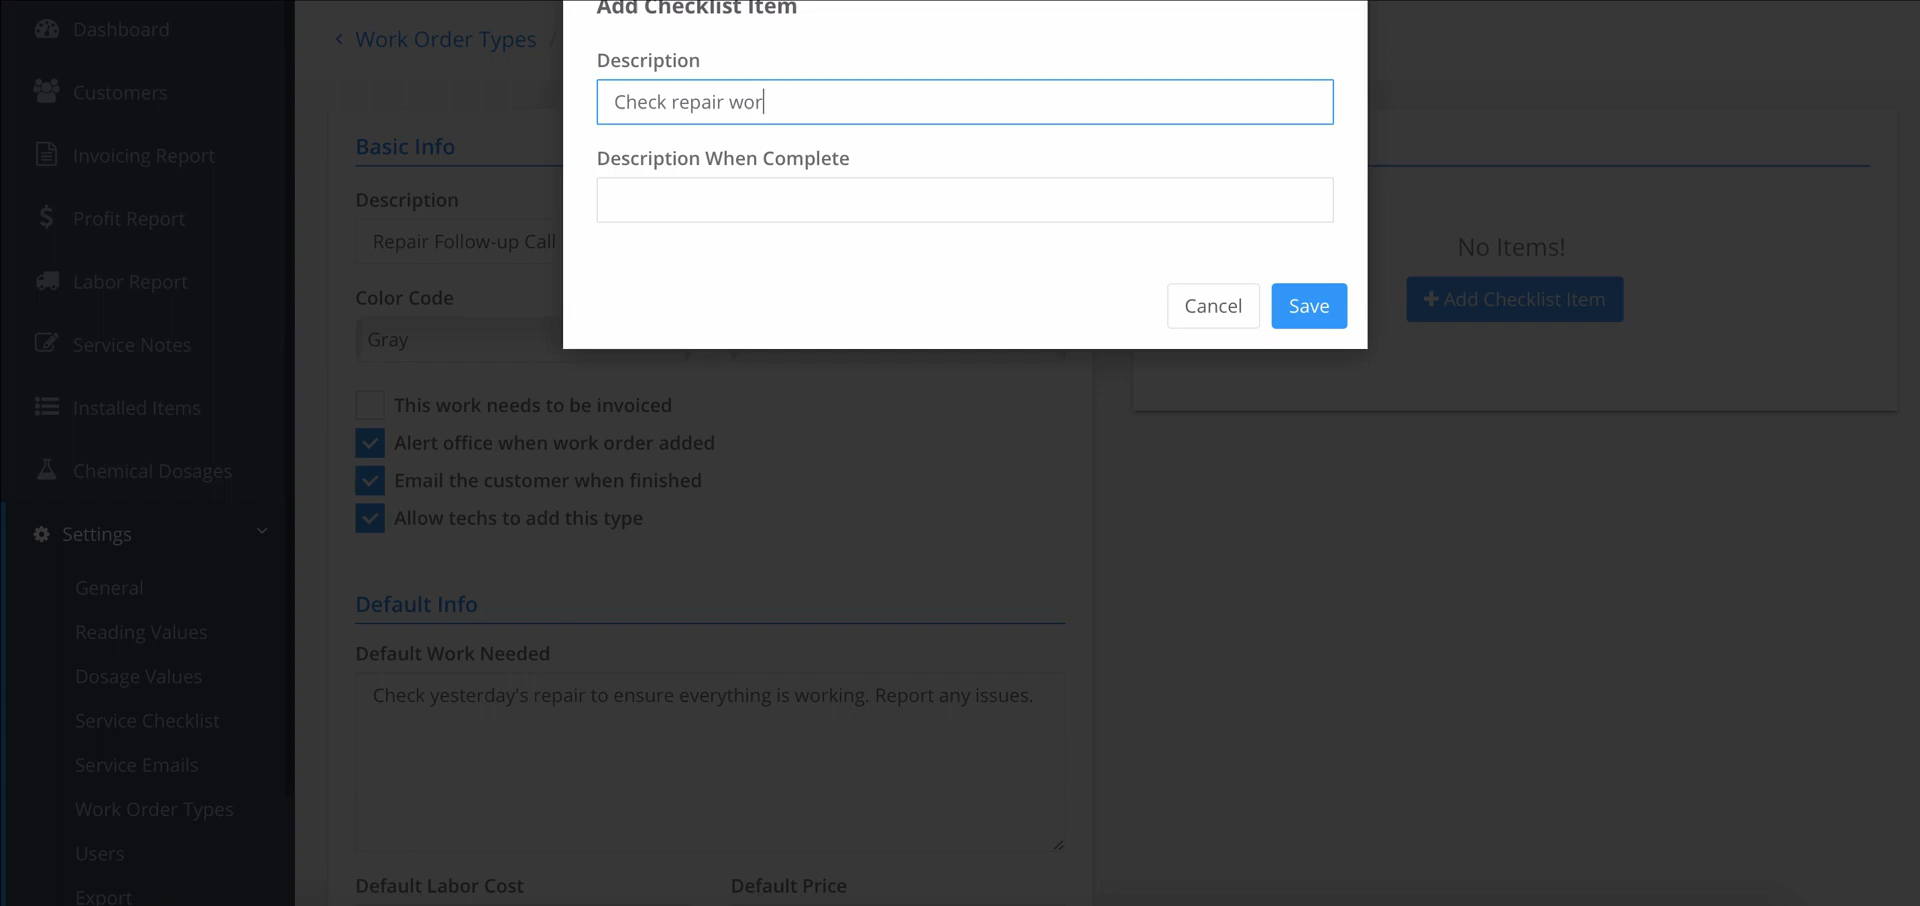 Dashboard
Customers
Invoicing Report
Profit Report
Labor Report
Service Notes
Installed Items
Chemical Dosages
Settings
General
Reading Values
Dosage Values
Service Checklist
Service Emails
Work Order Types
Users
Export
Work Order Types /
Basic Info
Description
Repair Follow-up Call
Color Code
Gray
This work needs to be invoiced
Alert office when work order added
Email the customer when finished
Allow techs to add this type
Default Info
Default Work Needed
Check yesterday's repair to ensure everything is working. Report any issues.
Default Labor Cost
Default Price
Add Checklist Item
Description
Check repair wor
Description When Complete
Cancel
Save
No Items!
Add Checklist Item